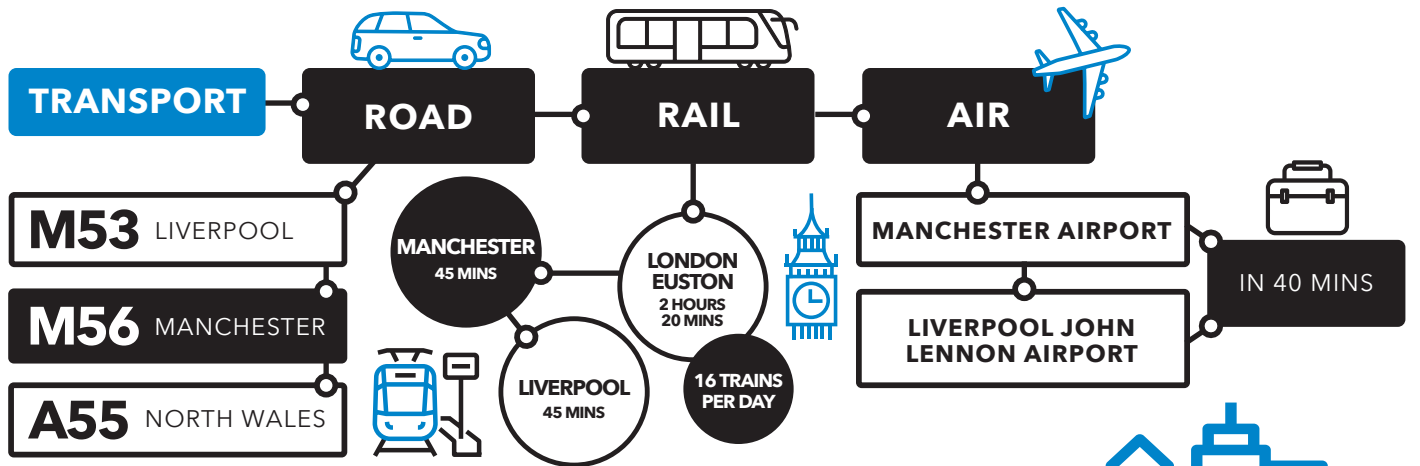 TRANSPORT
ROAD
RAIL
AIR
M53 LIVERPOOL
M56 MANCHESTER
A55 NORTH WALES
MANCHESTER
45 MINS
LONDON
EUSTON
2 HOURS
20 MINS
16 TRAINS
PER DAY
LIVERPOOL
45 MINS
MANCHESTER AIRPORT
LIVERPOOL JOHN
LENNON AIRPORT
IN 40 MINS